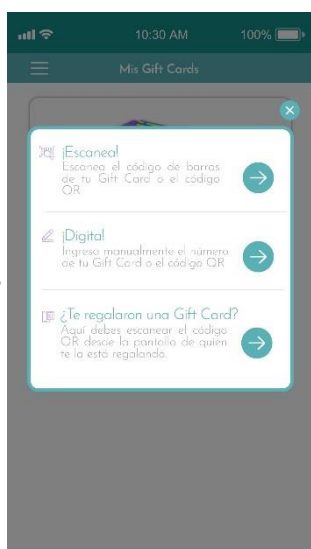 10:30 AM
100%
Mis Gift Cards
¡Escanea!
Escanea el código de barras
de tu Gift Card o el código
QR
¡Digita!
Ingresa manualmente el número
de tu Gift Card o el código QR
¿Te regalaron una Gift Card?
Aquí debes escanear el código
QR desde la pantalla de quien
te la está regalando.